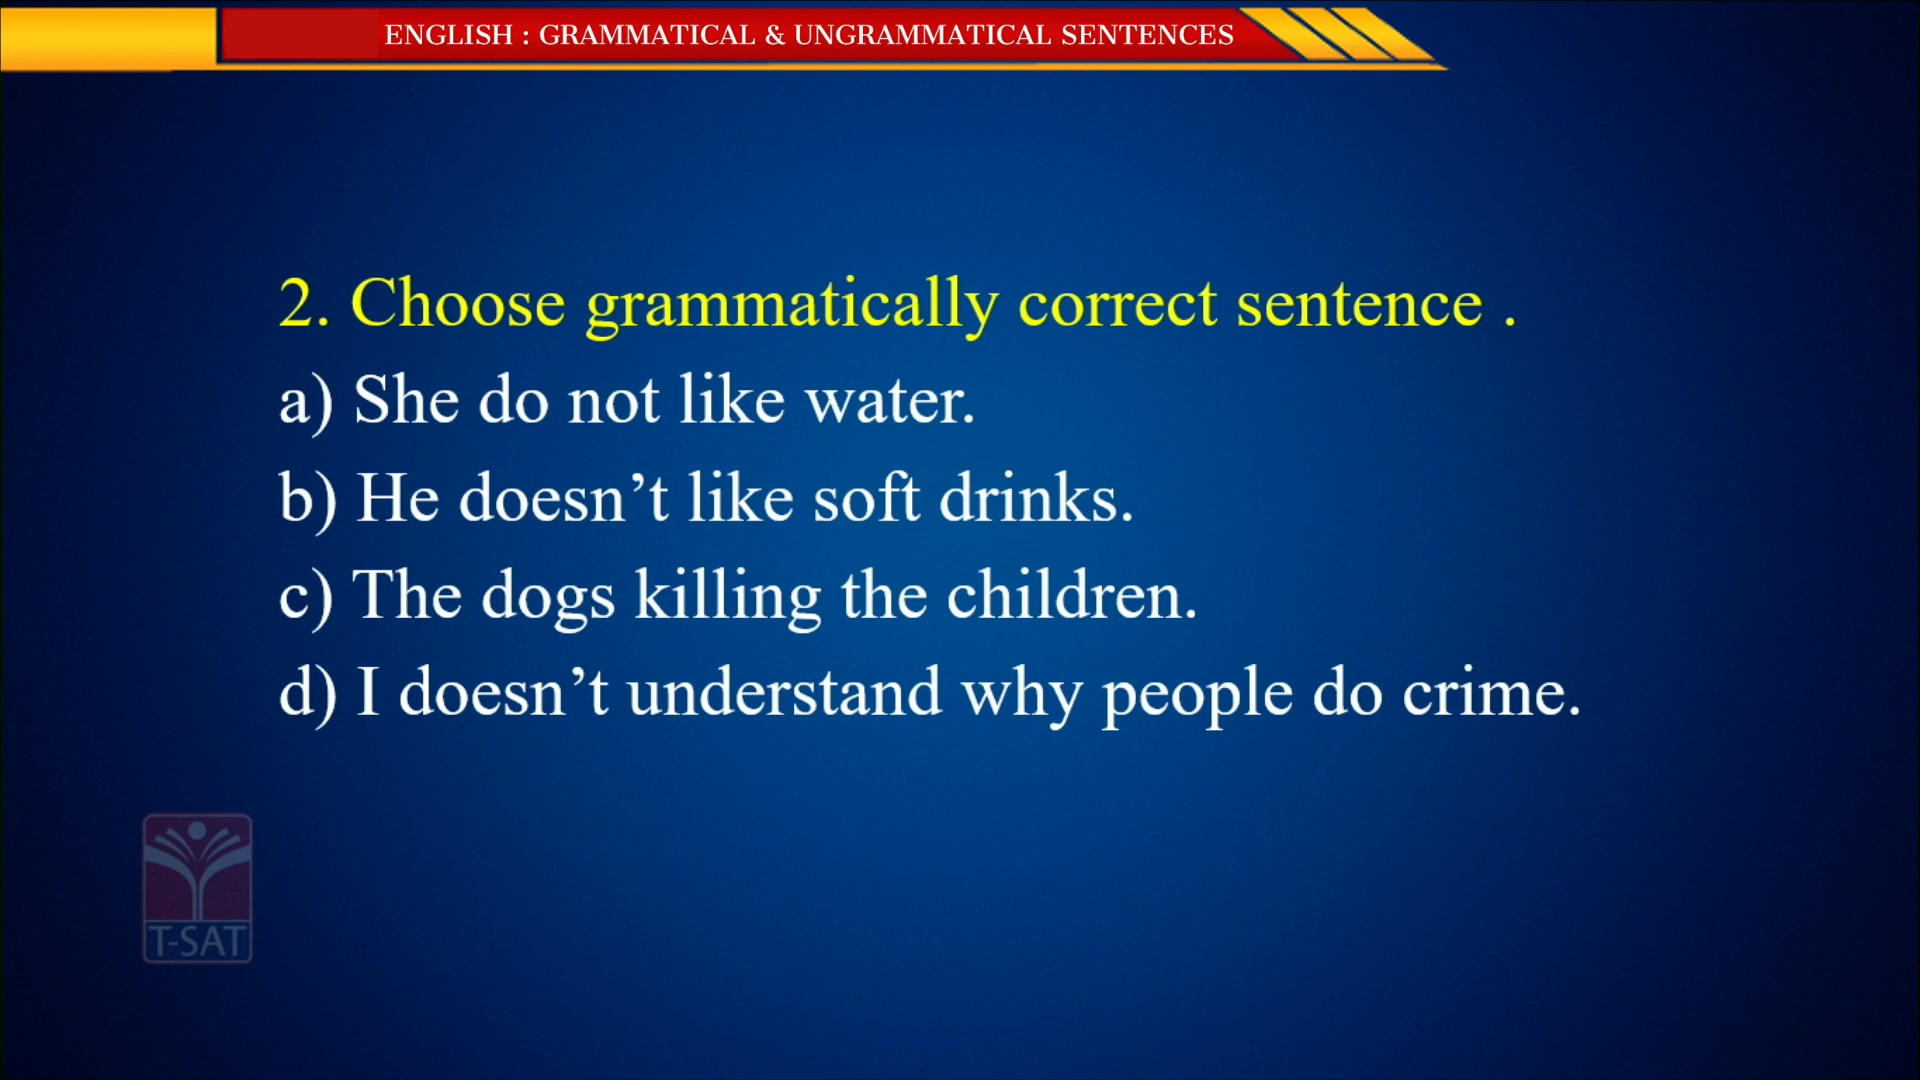 ENGLISH : GRAMMATICAL & UNGRAMMATICAL SENTENCES
2. Choose grammatically correct sentence .
a) She do not like water.
b) He doesn’t like soft drinks.
c) The dogs killing the children.
d) I doesn’t understand why people do crime.
T-SAT